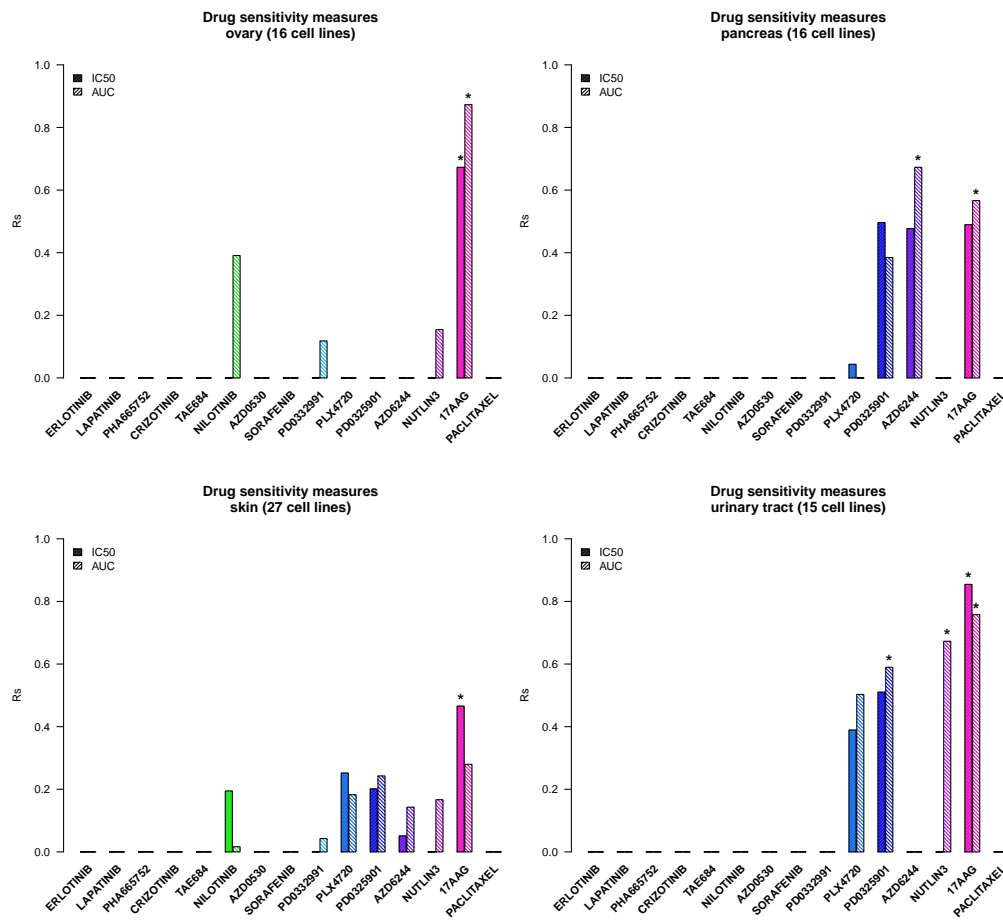 Drug sensitivity measures
ovary (16 cell lines)
IC50
AUC
Rs
1.0
0.8
0.6
0.4
0.2
0.0
*
*
ERLOTINIB
LAPATINIB
PHA665752
CRIZOTINIB
TAE684
NILOTINIB
AZD0530
SORAFENIB
PD0332991
PLX4720
PD0325901
AZD6244
NUTLIN3
17AAG
PACLITAXEL
Drug sensitivity measures
pancreas (16 cell lines)
IC50
AUC
Rs
1.0
0.8
0.6
0.4
0.2
0.0
*
*
ERLOTINIB
LAPATINIB
PHA665752
CRIZOTINIB
TAE684
NILOTINIB
AZD0530
SORAFENIB
PD0332991
PLX4720
PD0325901
AZD6244
NUTLIN3
17AAG
PACLITAXEL
Drug sensitivity measures
skin (27 cell lines)
IC50
AUC
Rs
1.0
0.8
0.6
0.4
0.2
0.0
*
ERLOTINIB
LAPATINIB
PHA665752
CRIZOTINIB
TAE684
NILOTINIB
AZD0530
SORAFENIB
PD0332991
PLX4720
PD0325901
AZD6244
NUTLIN3
17AAG
PACLITAXEL
Drug sensitivity measures
urinary tract (15 cell lines)
IC50
AUC
Rs
1.0
0.8
0.6
0.4
0.2
0.0
*
*
*
*
ERLOTINIB
LAPATINIB
PHA665752
CRIZOTINIB
TAE684
NILOTINIB
AZD0530
SORAFENIB
PD0332991
PLX4720
PD0325901
AZD6244
NUTLIN3
17AAG
PACLITAXEL